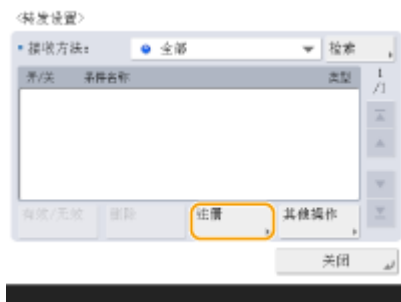 <转发设置>
• 接收方法: 全部 检索
开/关 条件名称 类型 1
/1
有效/无效 删除 注册 其他操作
关闭